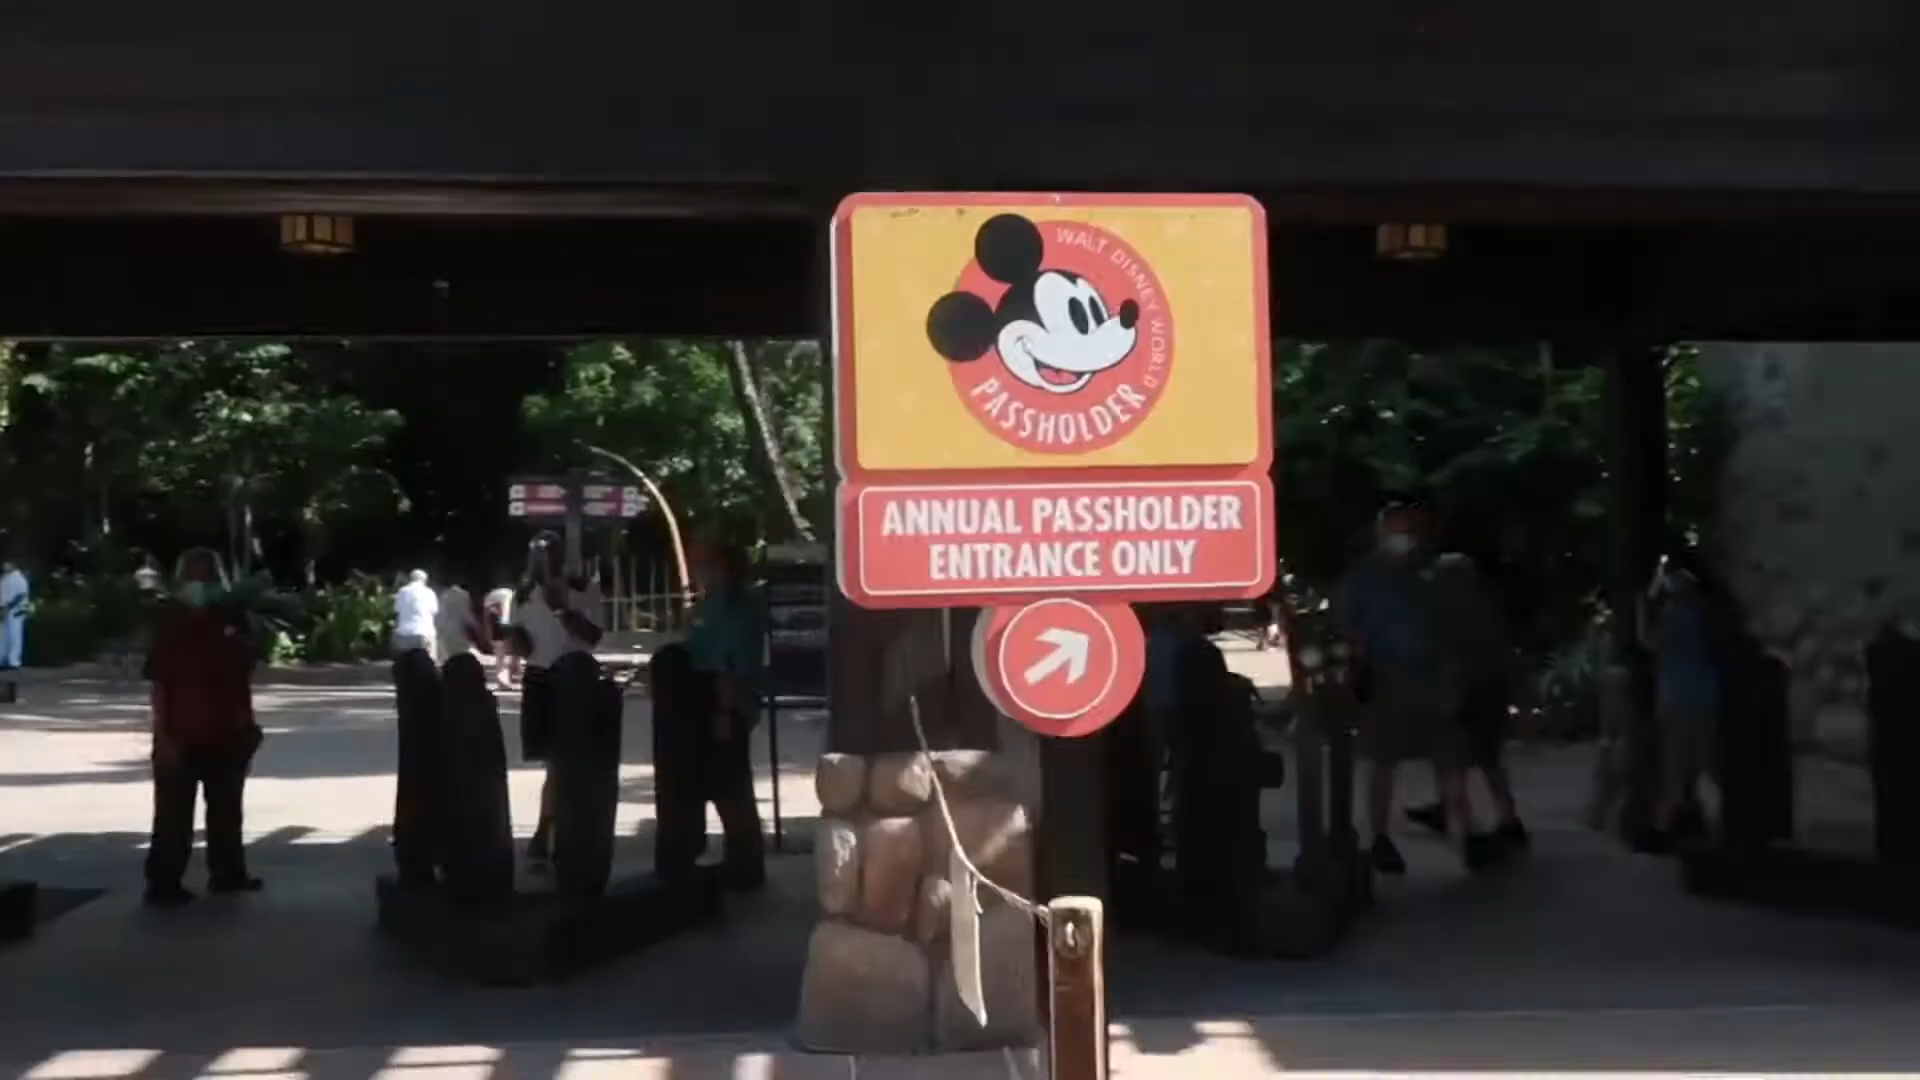 WALT DISNEY WORLD
PASSHOLDER
ANNUAL PASSHOLDER
ENTRANCE ONLY